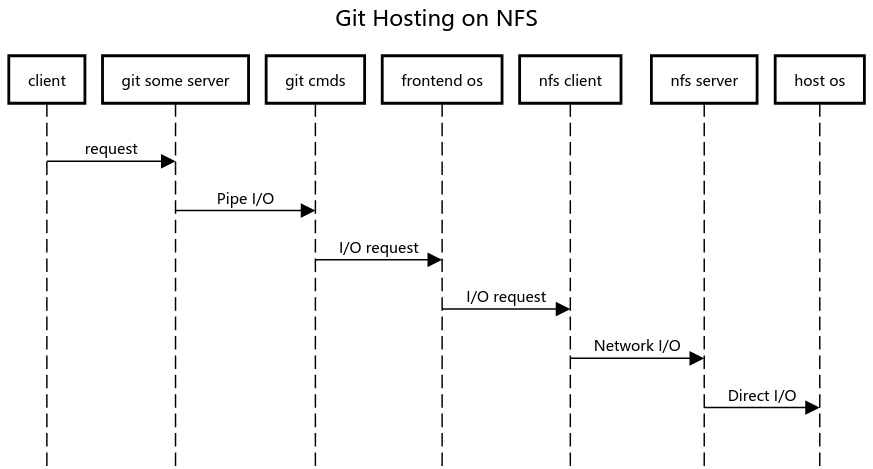 Git Hosting on NFS
client
git some server
git cmds
frontend os
nfs client
nfs server
host os
request
Pipe I/O
I/O request
I/O request
Network I/O
Direct I/O